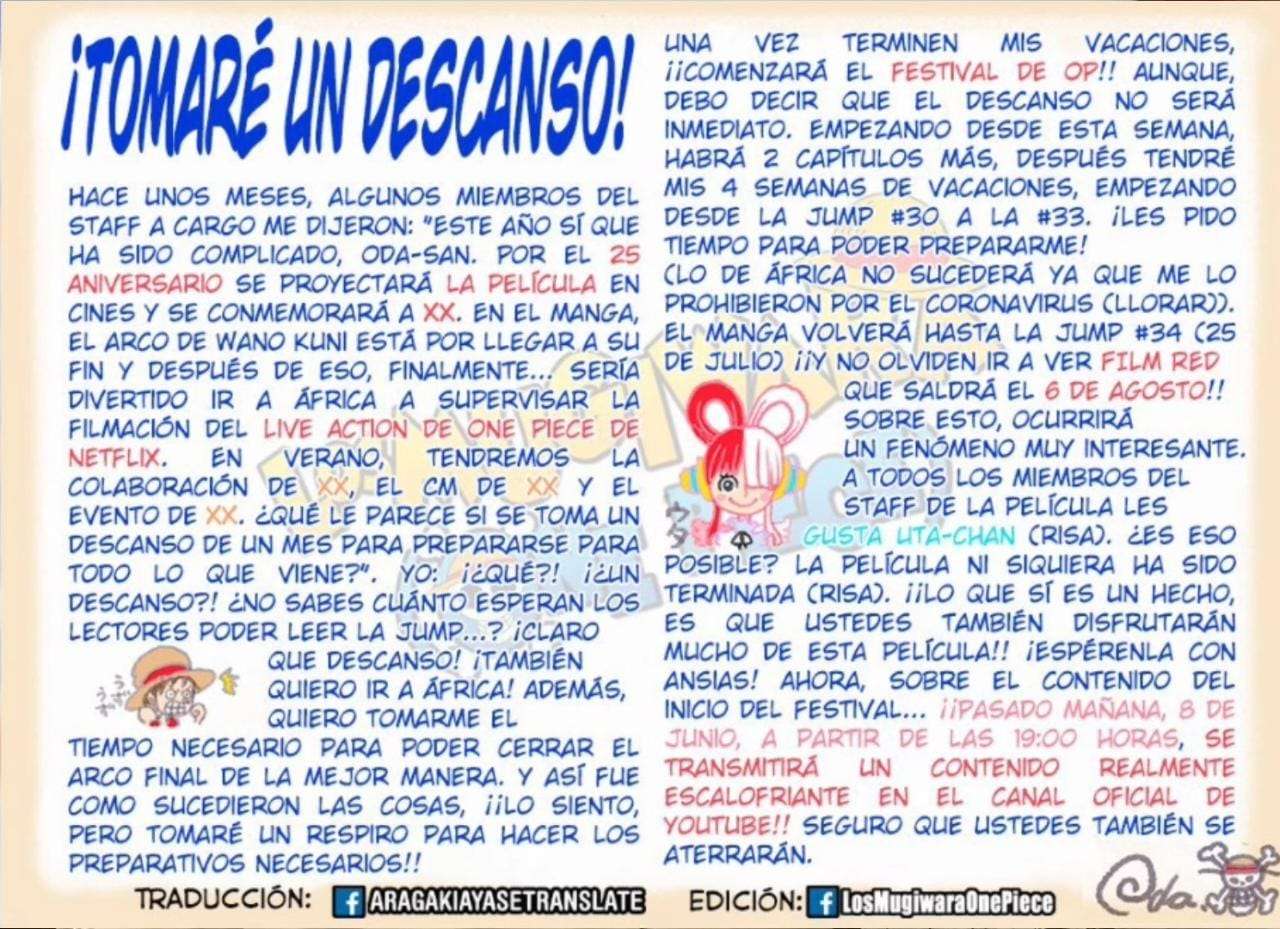 ¡TOMARÉ UN DESCANSO!
HACE UNOS MESES, ALGUNOS MIEMBROS DEL
STAFF A CARGO ME DIJERON: "ESTE AÑO SÍ QUE
HA SIDO COMPLICADO, ODA-SAN. POR EL 25
ANIVERSARIO SE PROYECTARÁ LA PELÍCULA EN
CINES Y SE CONMEMORARÁ A XX. EN EL MANGA,
EL ARCO DE WANO KUNI ESTÁ POR LLEGAR A SU
FIN Y DESPUÉS DE ESO, FINALMENTE... SERÍA
DIVERTIDO IR A ÁFRICA A SUPERVISAR LA
FILMACIÓN DEL LIVE ACTION DE ONE PIECE DE
NETFLIX. EN VERANO, TENDREMOS LA
COLABORACIÓN DE XX, EL CM DE XX Y EL
EVENTO DE XX. ¿QUÉ LE PARECE SI SE TOMA UN
DESCANSO DE UN MES PARA PREPARARSE PARA
TODO LO QUE VIENE?". YO: ¡¿QUÉ?! ¡¿UN
DESCANSO?! ¿NO SABES CUÁNTO ESPERAN LOS
LECTORES PODER LEER LA JUMP...? ¡CLARO
QUE DESCANSO! ¡TAMBIÉN
QUIERO IR A ÁFRICA! ADEMÁS,
QUIERO TOMARME EL
TIEMPO NECESARIO PARA PODER CERRAR EL
ARCO FINAL DE LA MEJOR MANERA. Y ASÍ FUE
COMO SUCEDIERON LAS COSAS, ¡¡LO SIENTO,
PERO TOMARÉ UN RESPIRO PARA HACER LOS
PREPARATIVOS NECESARIOS!!
UNA VEZ TERMINEN MIS VACACIONES,
¡¡COMENZARÁ EL FESTIVAL DE OP!! AUNQUE,
DEBO DECIR QUE EL DESCANSO NO SERÁ
INMEDIATO. EMPEZANDO DESDE ESTA SEMANA,
HABRÁ 2 CAPÍTULOS MÁS, DESPUÉS TENDRÉ
MIS 4 SEMANAS DE VACACIONES, EMPEZANDO
DESDE LA JUMP #30 A LA #33. ¡LES PIDO
TIEMPO PARA PODER PREPARARME!
(LO DE ÁFRICA NO SUCEDERÁ YA QUE ME LO
PROHIBIERON POR EL CORONAVIRUS (LLORAR)).
EL MANGA VOLVERÁ HASTA LA JUMP #34 (25
DE JULIO) ¡¡Y NO OLVIDEN IR A VER FILM RED
QUE SALDRÁ EL 6 DE AGOSTO!!
SOBRE ESTO, OCURRIRÁ
UN FENÓMENO MUY INTERESANTE.
A TODOS LOS MIEMBROS DEL
STAFF DE LA PELÍCULA LES
ウタ
GUSTA UTA-CHAN (RISA). ¿ES ESO
POSIBLE? LA PELÍCULA NI SIQUIERA HA SIDO
TERMINADA (RISA). ¡¡LO QUE SÍ ES UN HECHO,
ES QUE USTEDES TAMBIÉN DISFRUTARÁN
MUCHO DE ESTA PELÍCULA!! ¡ESPÉRENLA CON
ANSIAS! AHORA, SOBRE EL CONTENIDO DEL
INICIO DEL FESTIVAL... ¡¡PASADO MAÑANA, 8 DE
JUNIO, A PARTIR DE LAS 19:00 HORAS, SE
TRANSMITIRÁ UN CONTENIDO REALMENTE
ESCALOFRIANTE EN EL CANAL OFICIAL DE
YOUTUBE!! SEGURO QUE USTEDES TAMBIÉN SE
ATERRARÁN.
Oda.
TRADUCCIÓN: f ARAGAKIAYASETRANSLATE
EDICIÓN: f LosMugiwaraOnePiece